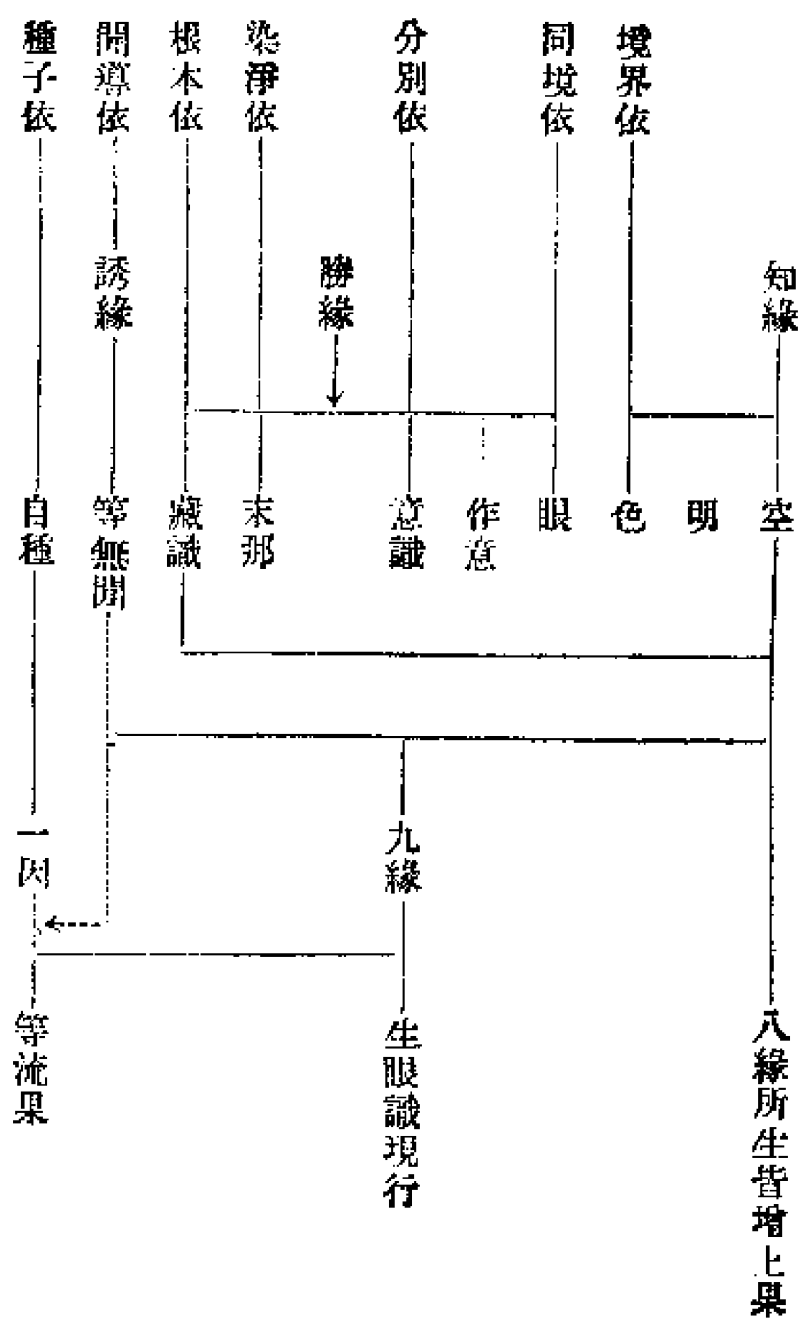 知緣
境界依
同境依
分別依
勝緣
染淨依
根本依
開導依
誘緣
種子依
空
明
色
眼
作意
意識
末那
藏識
等無間
自種
九緣
一因
八緣所生皆增上果
生眼識現行
等流果